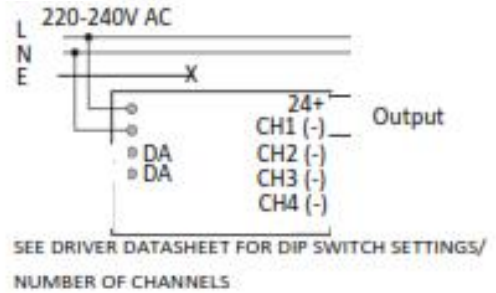 220-240V AC
L
N
E
X
24+
CH1 (-)
Output
DA
CH2 (-)
DA
CH3 (-)
CH4 (-)
SEE DRIVER DATASHEET FOR DIP SWITCH SETTINGS/
NUMBER OF CHANNELS